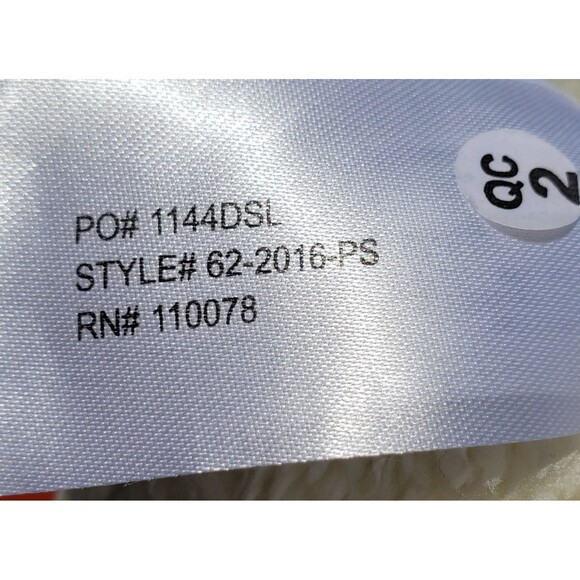 PO# 1144DSL
STYLE# 62-2016-PS
RN# 110078
QC
2